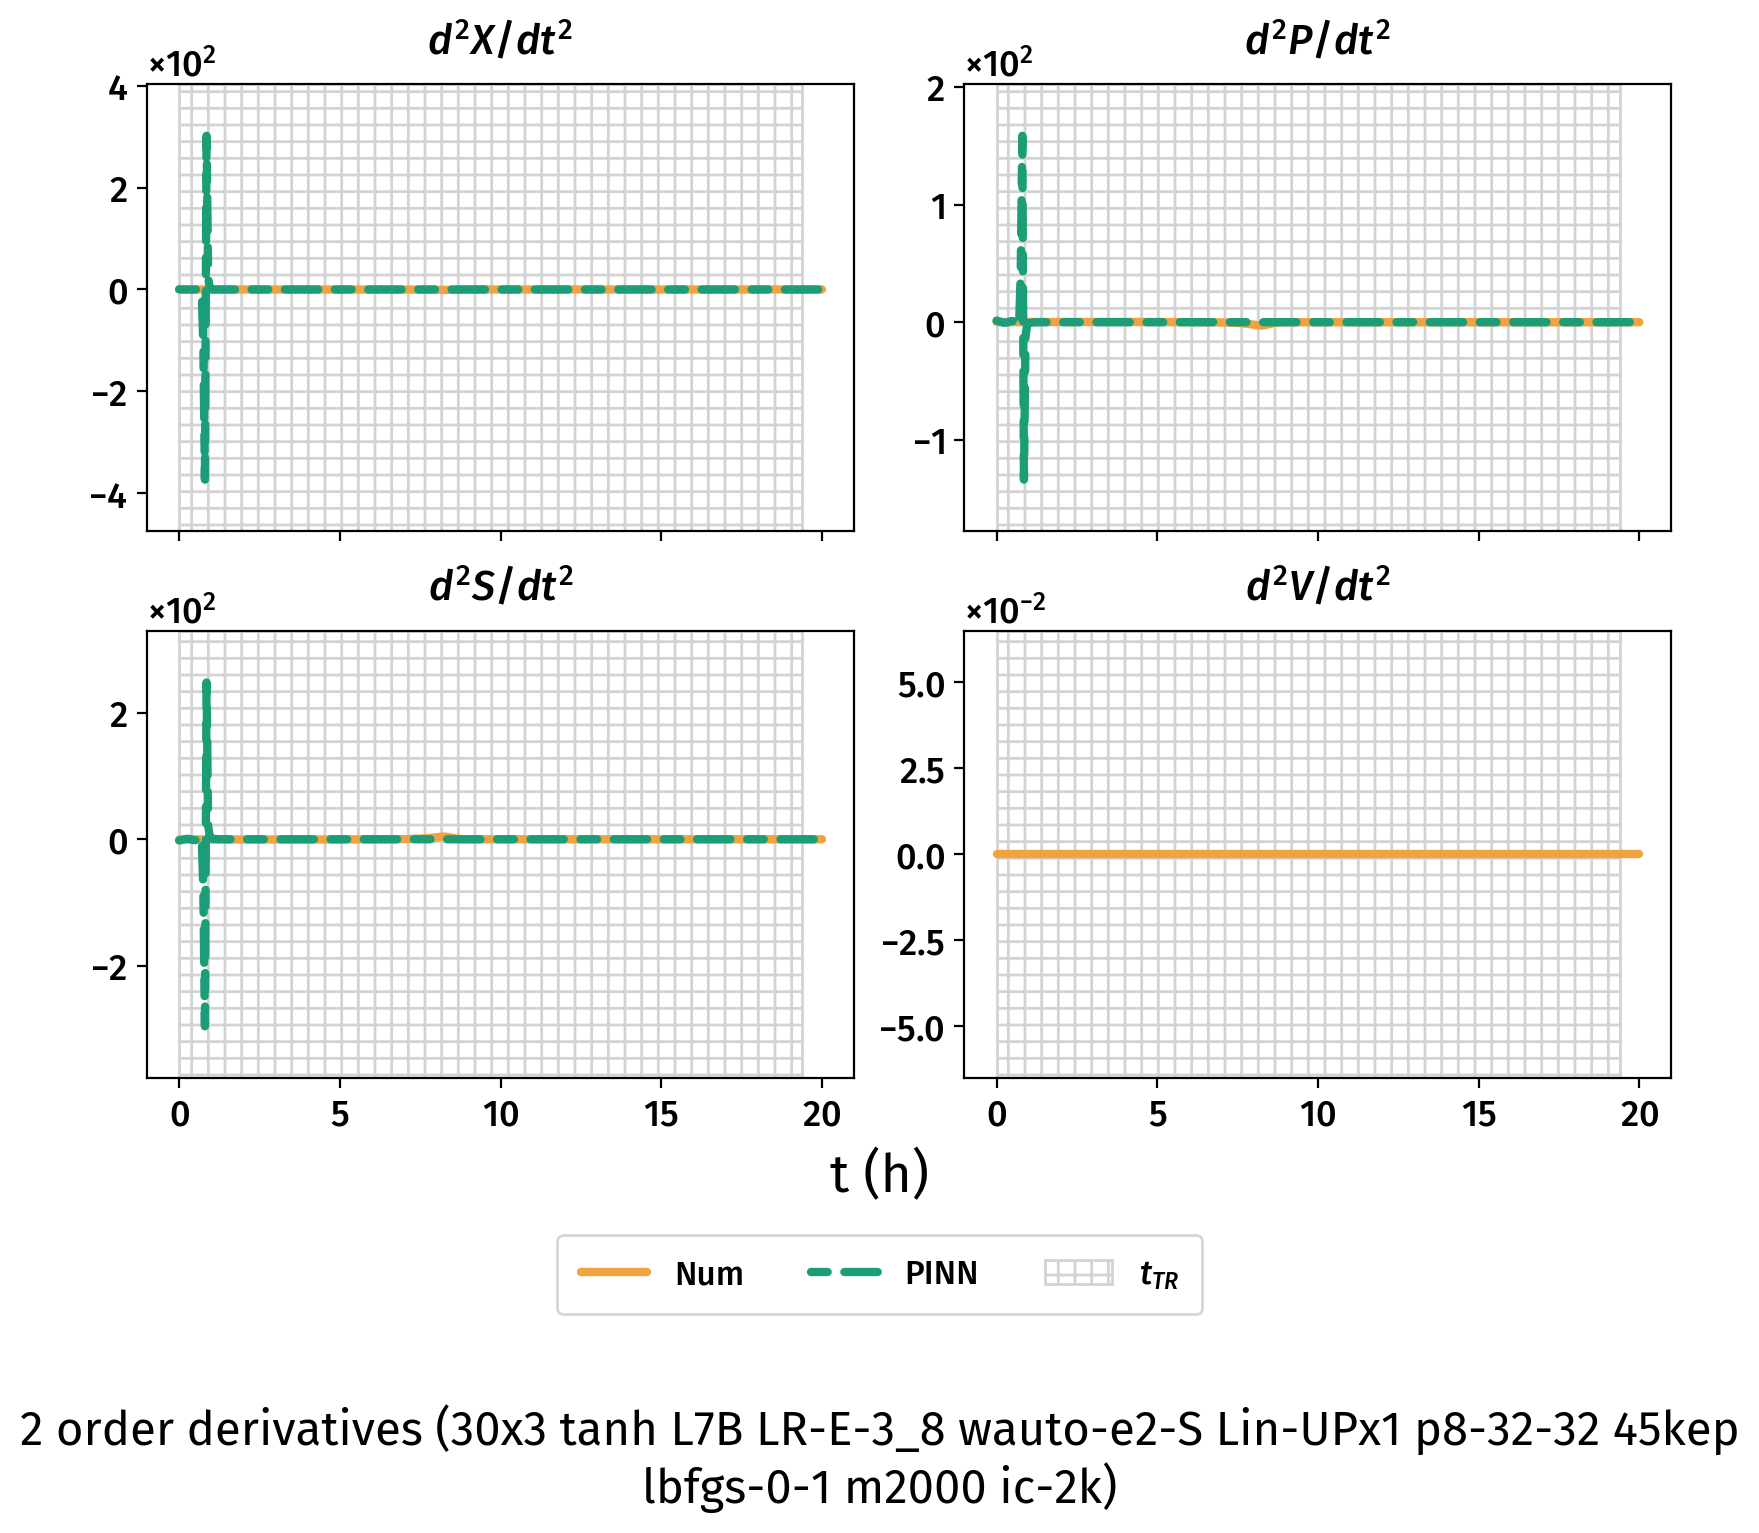 d²X/dt²
×10²
4
2
0
−2
−4
d²P/dt²
×10²
2
1
0
−1
d²S/dt²
×10²
2
0
−2
0 5 10 15 20
d²V/dt²
×10⁻²
5.0
2.5
0.0
−2.5
−5.0
0 5 10 15 20
t (h)
Num PINN t_TR
2 order derivatives (30x3 tanh L7B LR-E-3_8 wauto-e2-S Lin-UPx1 p8-32-32 45kep
lbfgs-0-1 m2000 ic-2k)